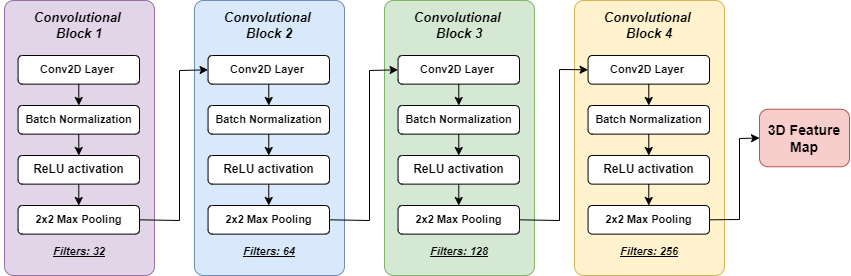 Convolutional
Block 1
Conv2D Layer
Batch Normalization
ReLU activation
2x2 Max Pooling
Filters: 32
Convolutional
Block 2
Conv2D Layer
Batch Normalization
ReLU activation
2x2 Max Pooling
Filters: 64
Convolutional
Block 3
Conv2D Layer
Batch Normalization
ReLU activation
2x2 Max Pooling
Filters: 128
Convolutional
Block 4
Conv2D Layer
Batch Normalization
ReLU activation
2x2 Max Pooling
Filters: 256
3D Feature
Map